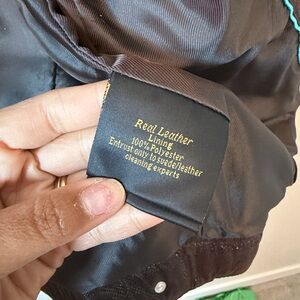 Real Leather
Lining
100% Polyester
Entrust only to suede/leather
cleaning experts